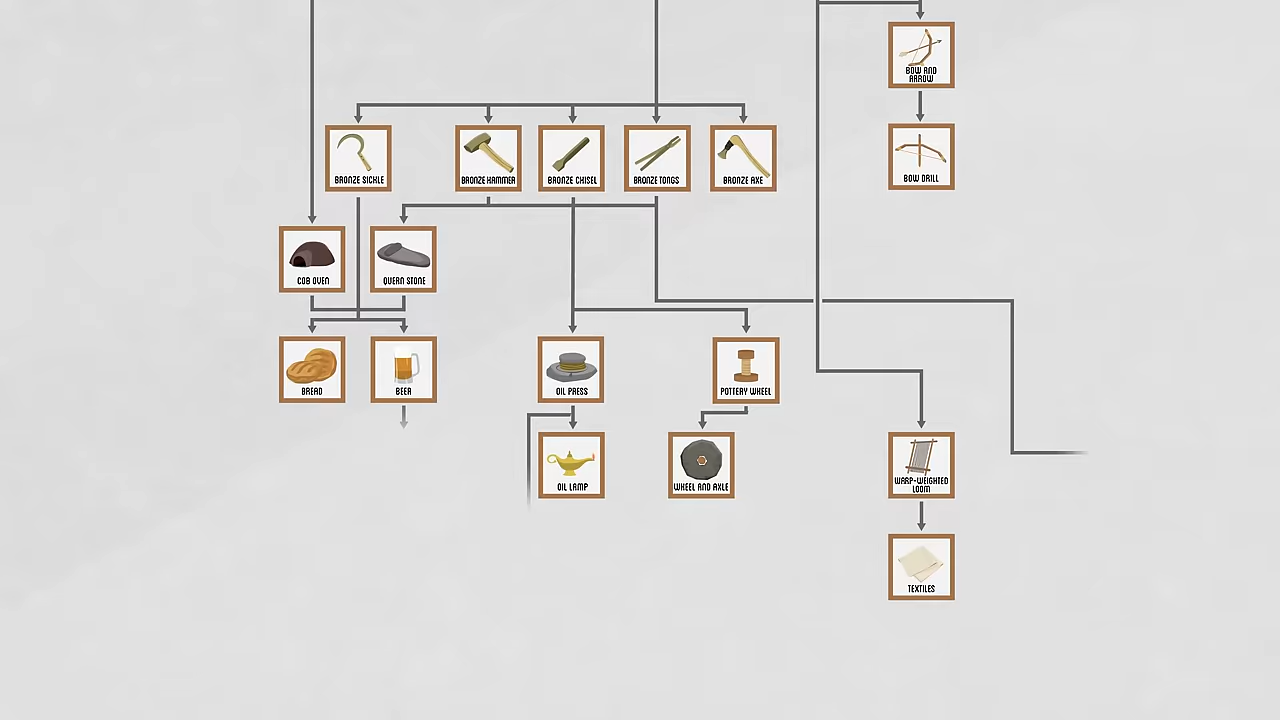 BOW AND
ARROW
BRONZE SICKLE
BRONZE HAMMER
BRONZE CHISEL
BRONZE TONGS
BRONZE AXE
BOW DRILL
COB OVEN
QUERN STONE
BREAD
BEER
OIL PRESS
POTTERY WHEEL
OIL LAMP
WHEEL AND AXLE
WARP-WEIGHTED
LOOM
TEXTILES